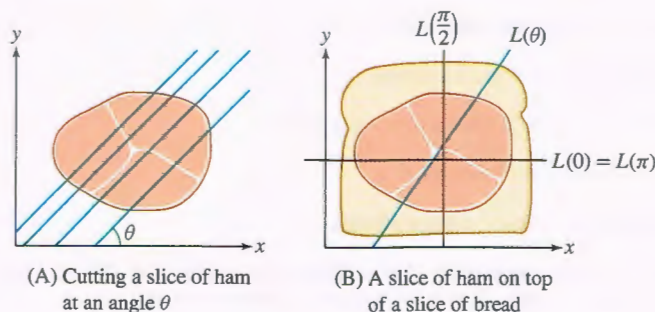 y
θ
x
(A) Cutting a slice of ham
at an angle θ
y
L(π/2)
L(θ)
L(0) = L(π)
x
(B) A slice of ham on top
of a slice of bread